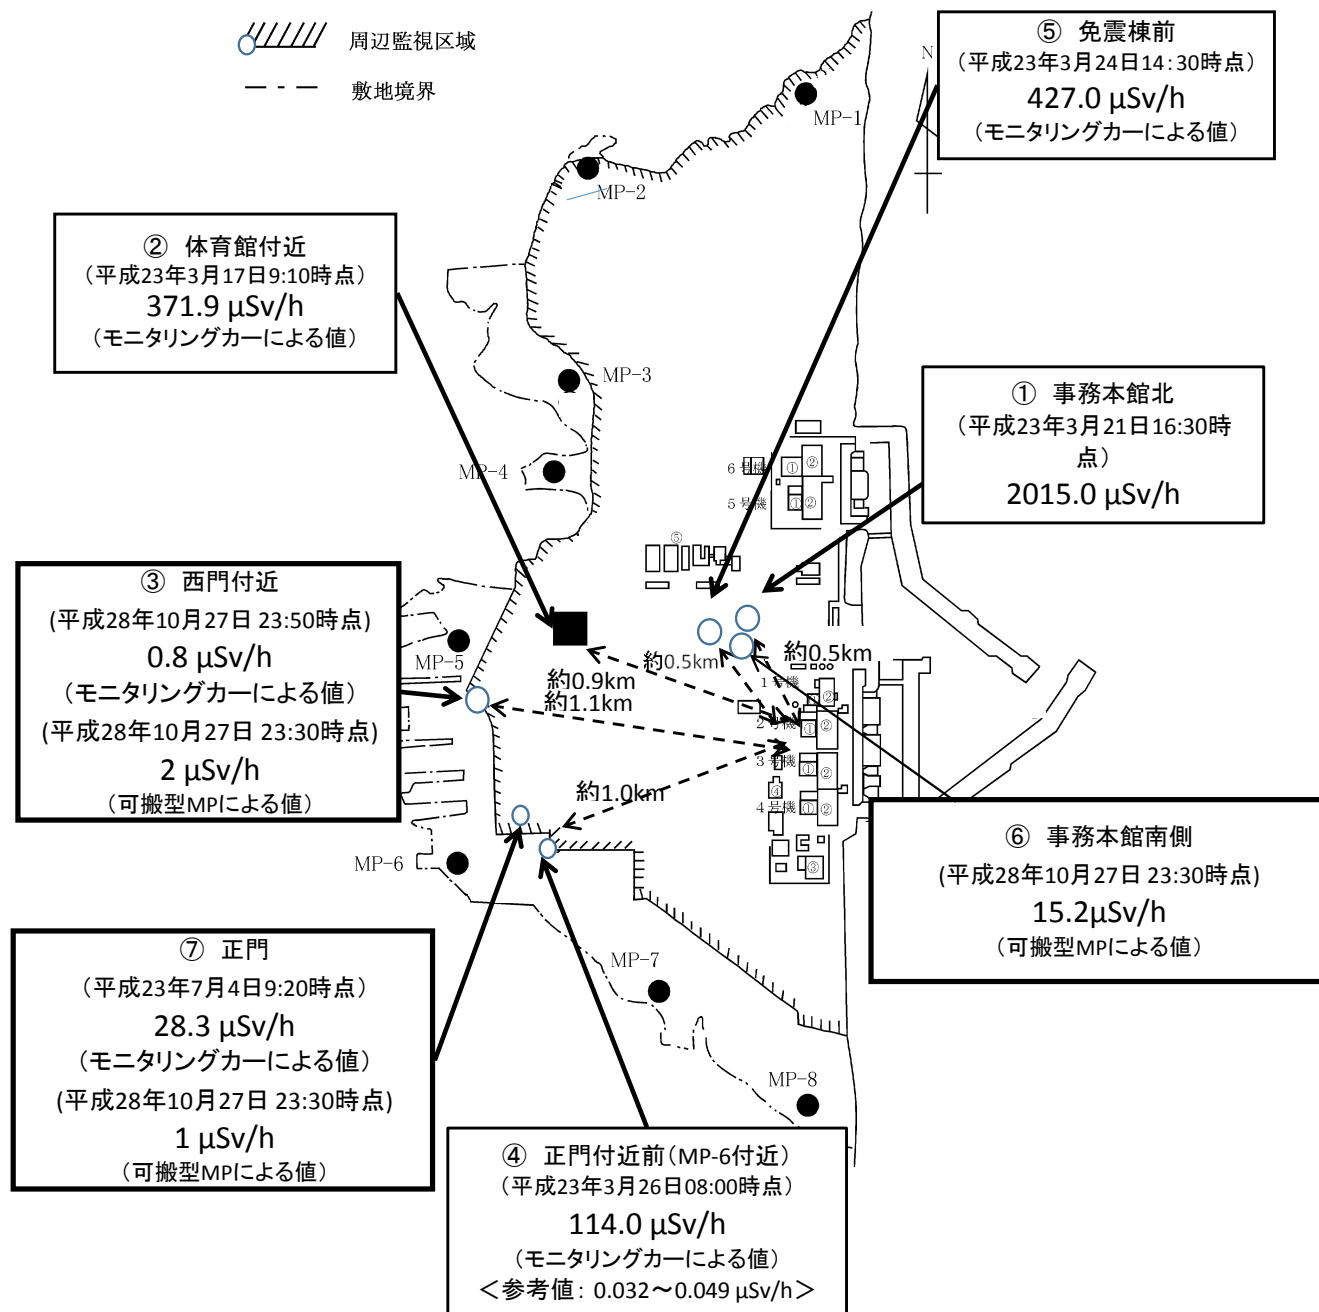 周辺監視区域
敷地境界
⑤ 免震棟前
(平成23年3月24日14:30時点)
427.0 μSv/h
(モニタリングカーによる値)
N
MP-1
MP-2
② 体育館付近
(平成23年3月17日9:10時点)
371.9 μSv/h
(モニタリングカーによる値)
MP-3
① 事務本館北
(平成23年3月21日16:30時
点)
2015.0 μSv/h
MP-4
6号機
① ②
5号機
① ②
⑤
③ 西門付近
(平成28年10月27日 23:50時点)
0.8 μSv/h
(モニタリングカーによる値)
(平成28年10月27日 23:30時点)
2 μSv/h
(可搬型MPによる値)
MP-5
約0.5km
約0.5km
約0.9km
約1.1km
1号機
②
2号機
① ②
3号機
① ②
約1.0km
④
4号機
① ②
③
MP-6
⑥ 事務本館南側
(平成28年10月27日 23:30時点)
15.2μSv/h
(可搬型MPによる値)
⑦ 正門
(平成23年7月4日9:20時点)
28.3 μSv/h
(モニタリングカーによる値)
(平成28年10月27日 23:30時点)
1 μSv/h
(可搬型MPによる値)
MP-7
MP-8
④ 正門付近前(MP-6付近)
(平成23年3月26日08:00時点)
114.0 μSv/h
(モニタリングカーによる値)
<参考値: 0.032～0.049 μSv/h>